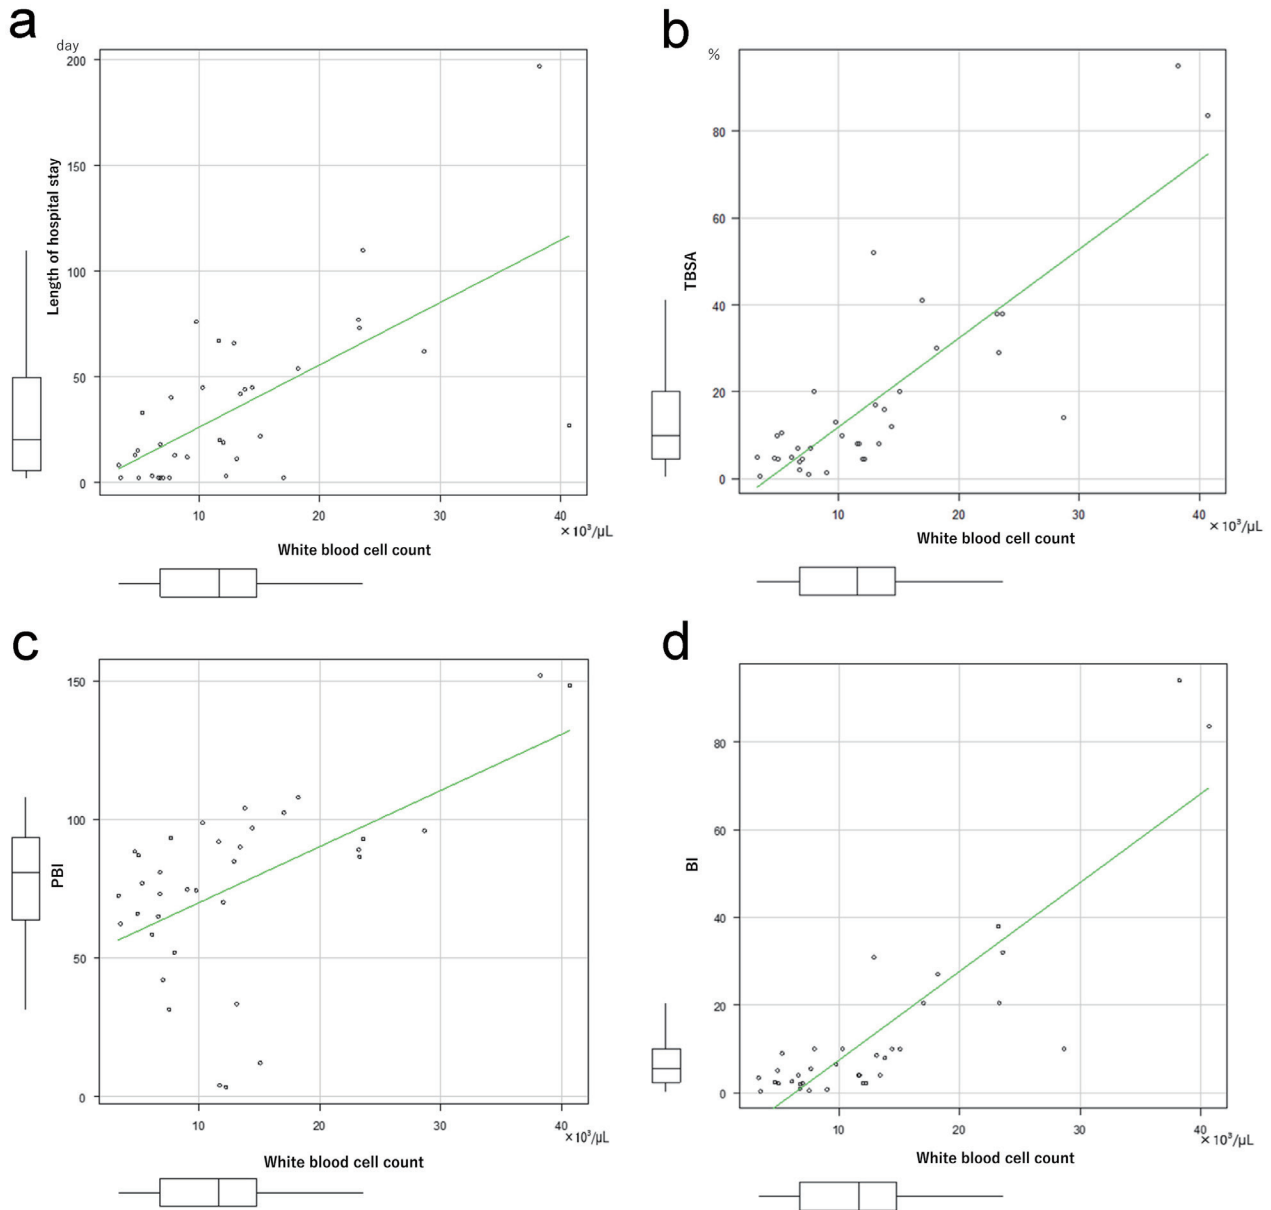 a
day
200
150
100
50
0
Length of hospital stay
10 20 30 40
×10³/μL
White blood cell count
b
%
80
60
40
20
0
TBSA
10 20 30 40
×10³/μL
White blood cell count
c
150
100
50
0
PBI
10 20 30 40
×10³/μL
White blood cell count
d
80
60
40
20
0
BI
10 20 30 40
×10³/μL
White blood cell count